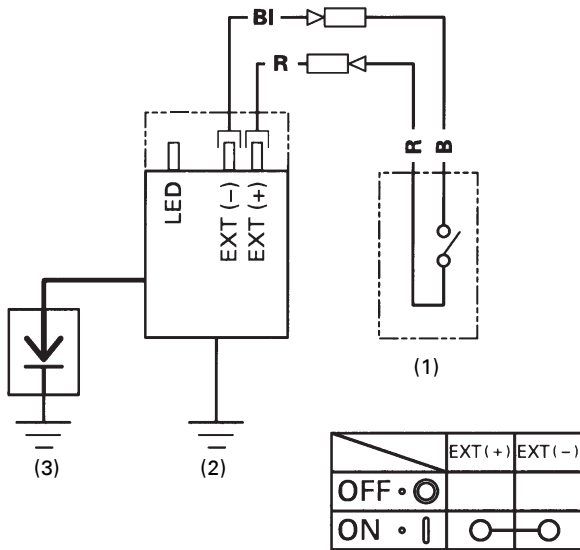 Bl
R
R
B
LED
EXT (−)
EXT (+)
(1)
(3)
(2)
EXT(+) EXT(−)
OFF · ◎
ON · |